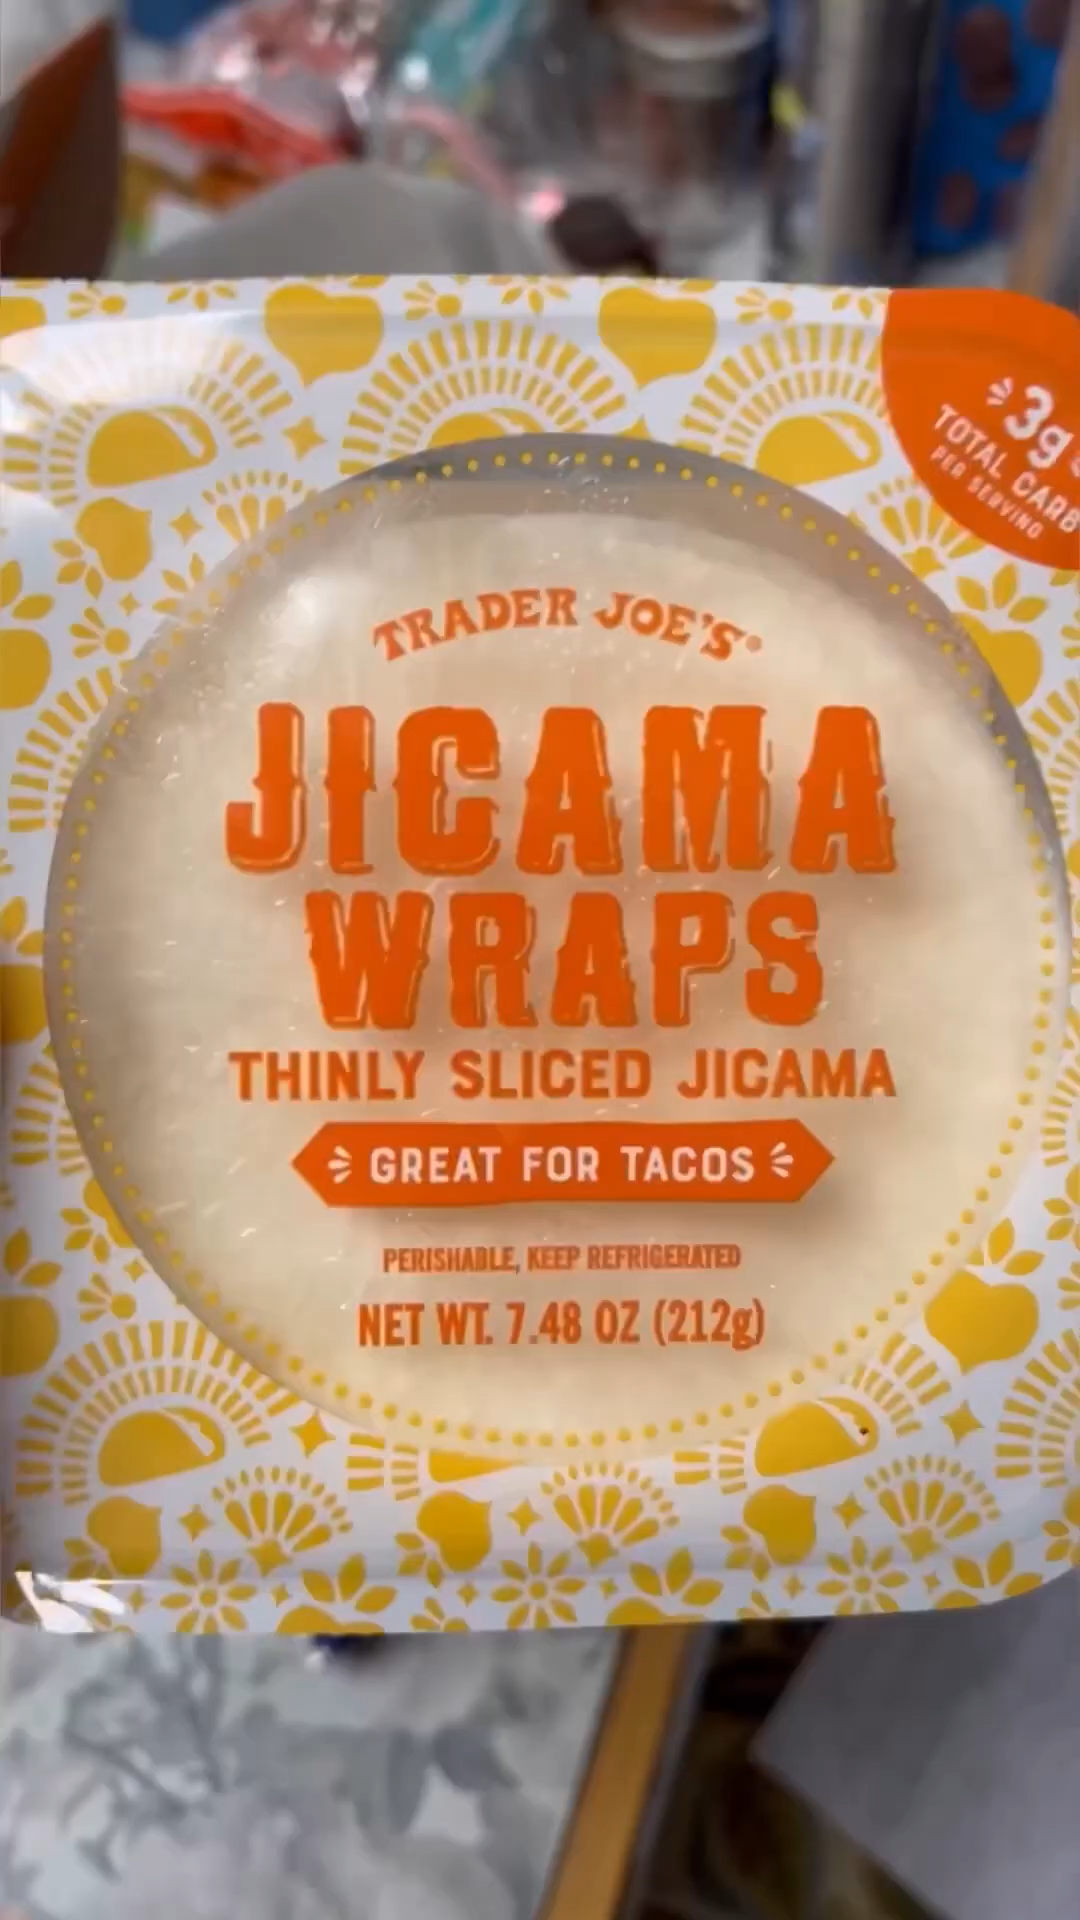 3g
TOTAL CARB
PER SERVING
TRADER JOE'S®
JICAMA
WRAPS
THINLY SLICED JICAMA
GREAT FOR TACOS
PERISHABLE, KEEP REFRIGERATED
NET WT. 7.48 OZ (212g)